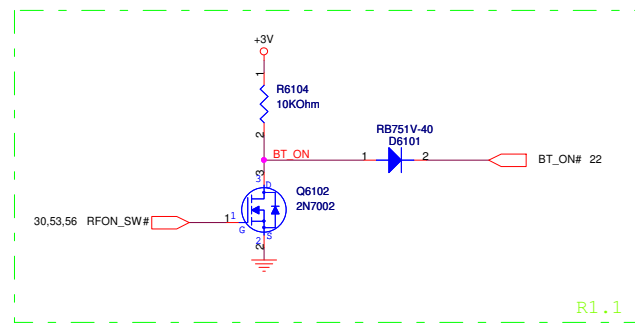 +3V
1
R6104
10KOhm
2
RB751V-40
D6101
BT_ON
1
2
BT_ON# 22
3
3
D
Q6102
2N7002
30,53,56 RFON_SW#
1
1
G
S
2
2
R1.1